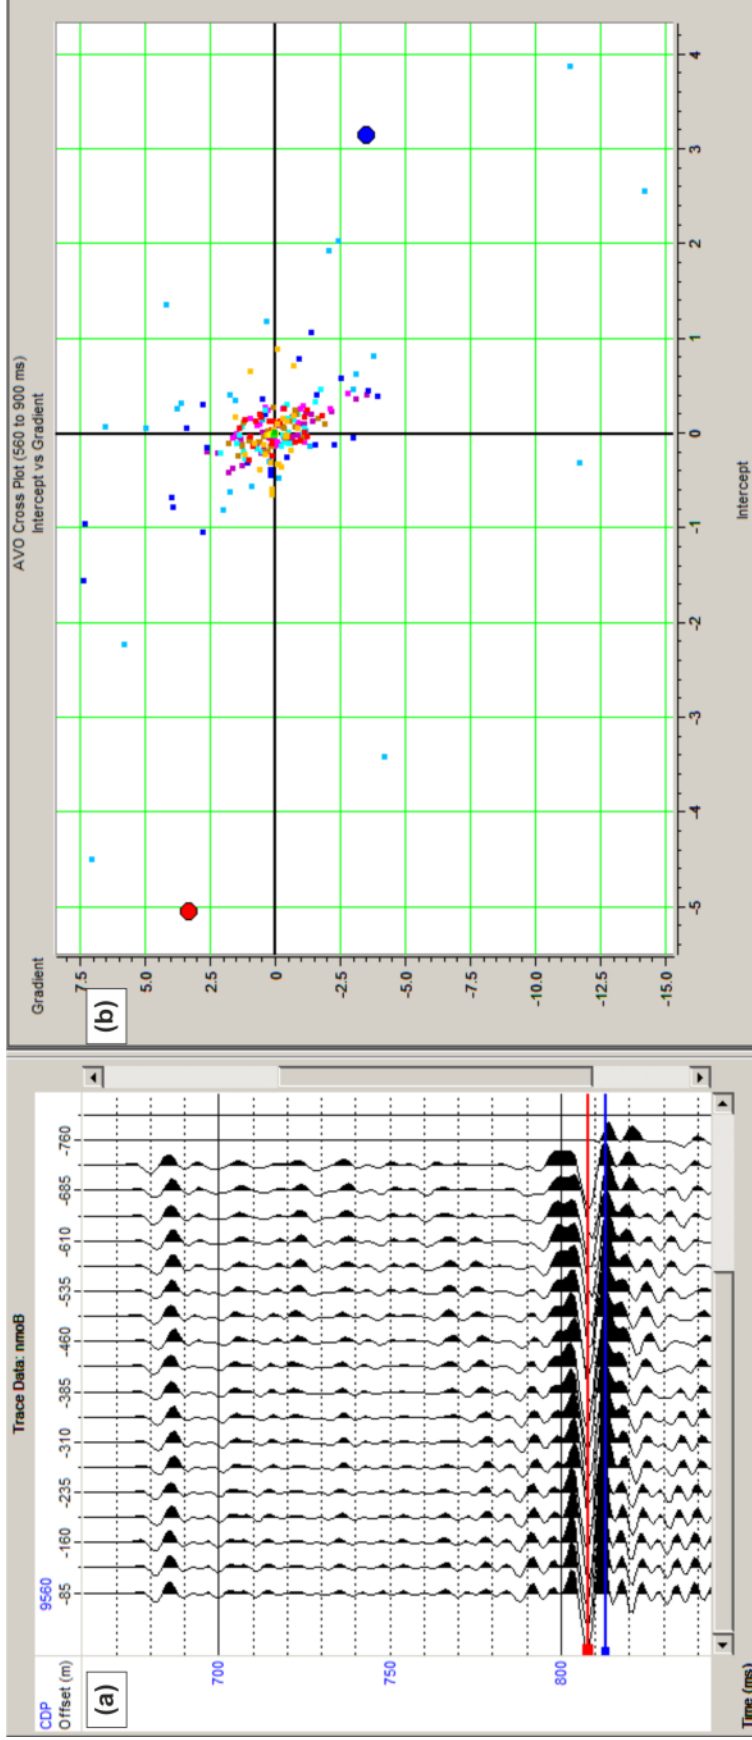 Trace Data: nmoB
CDP 9560
Offset (m) -85 -160 -235 -310 -385 -460 -535 -610 -685 -760
(a)
700
750
800
Time (ms)
AVO Cross Plot (560 to 900 ms)
Intercept vs Gradient
Gradient
(b)
7.5
5.0
2.5
0
-2.5
-5.0
-7.5
-10.0
-12.5
-15.0
-5 -4 -3 -2 -1 0 1 2 3 4
Intercept